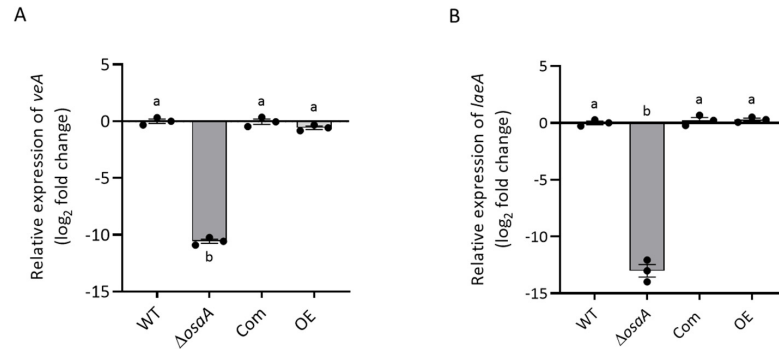 A
Relative expression of veA
(log2 fold change)
5
0
-5
-10
-15
a
b
a
a
WT
ΔosaA
Com
OE
B
Relative expression of laeA
(log2 fold change)
5
0
-5
-10
-15
a
b
a
a
WT
ΔosaA
Com
OE